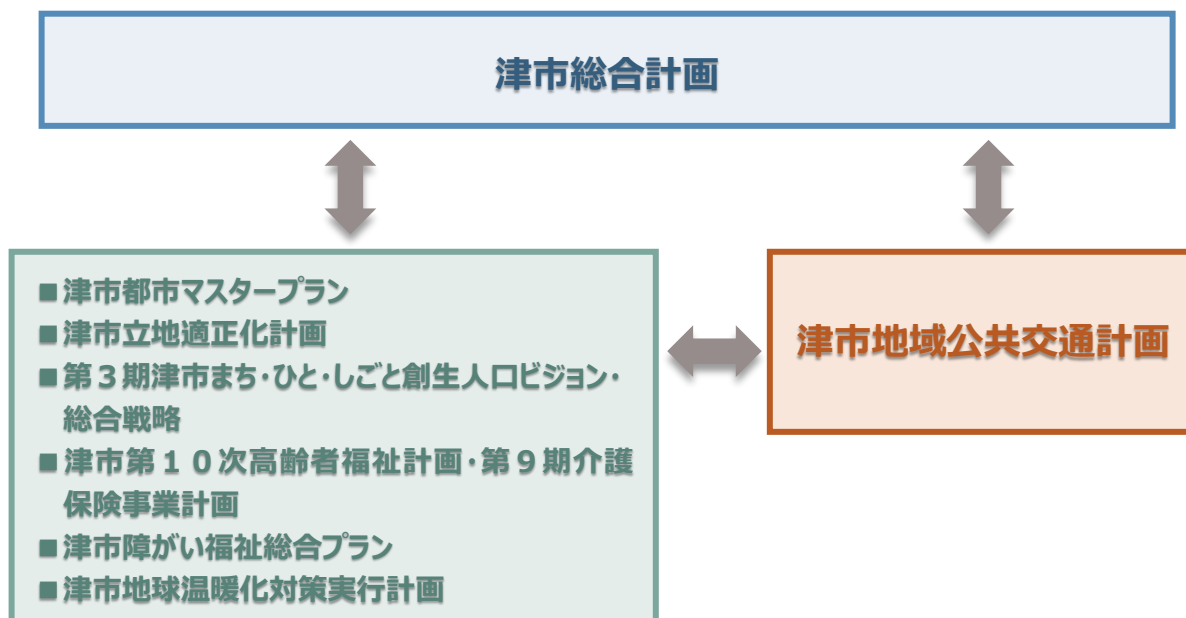 津市総合計画
■津市都市マスタープラン
■津市立地適正化計画
■第３期津市まち･ひと･しごと創生人口ビジョン･
総合戦略
■津市第１０次高齢者福祉計画･第９期介護
保険事業計画
■津市障がい福祉総合プラン
■津市地球温暖化対策実行計画
津市地域公共交通計画